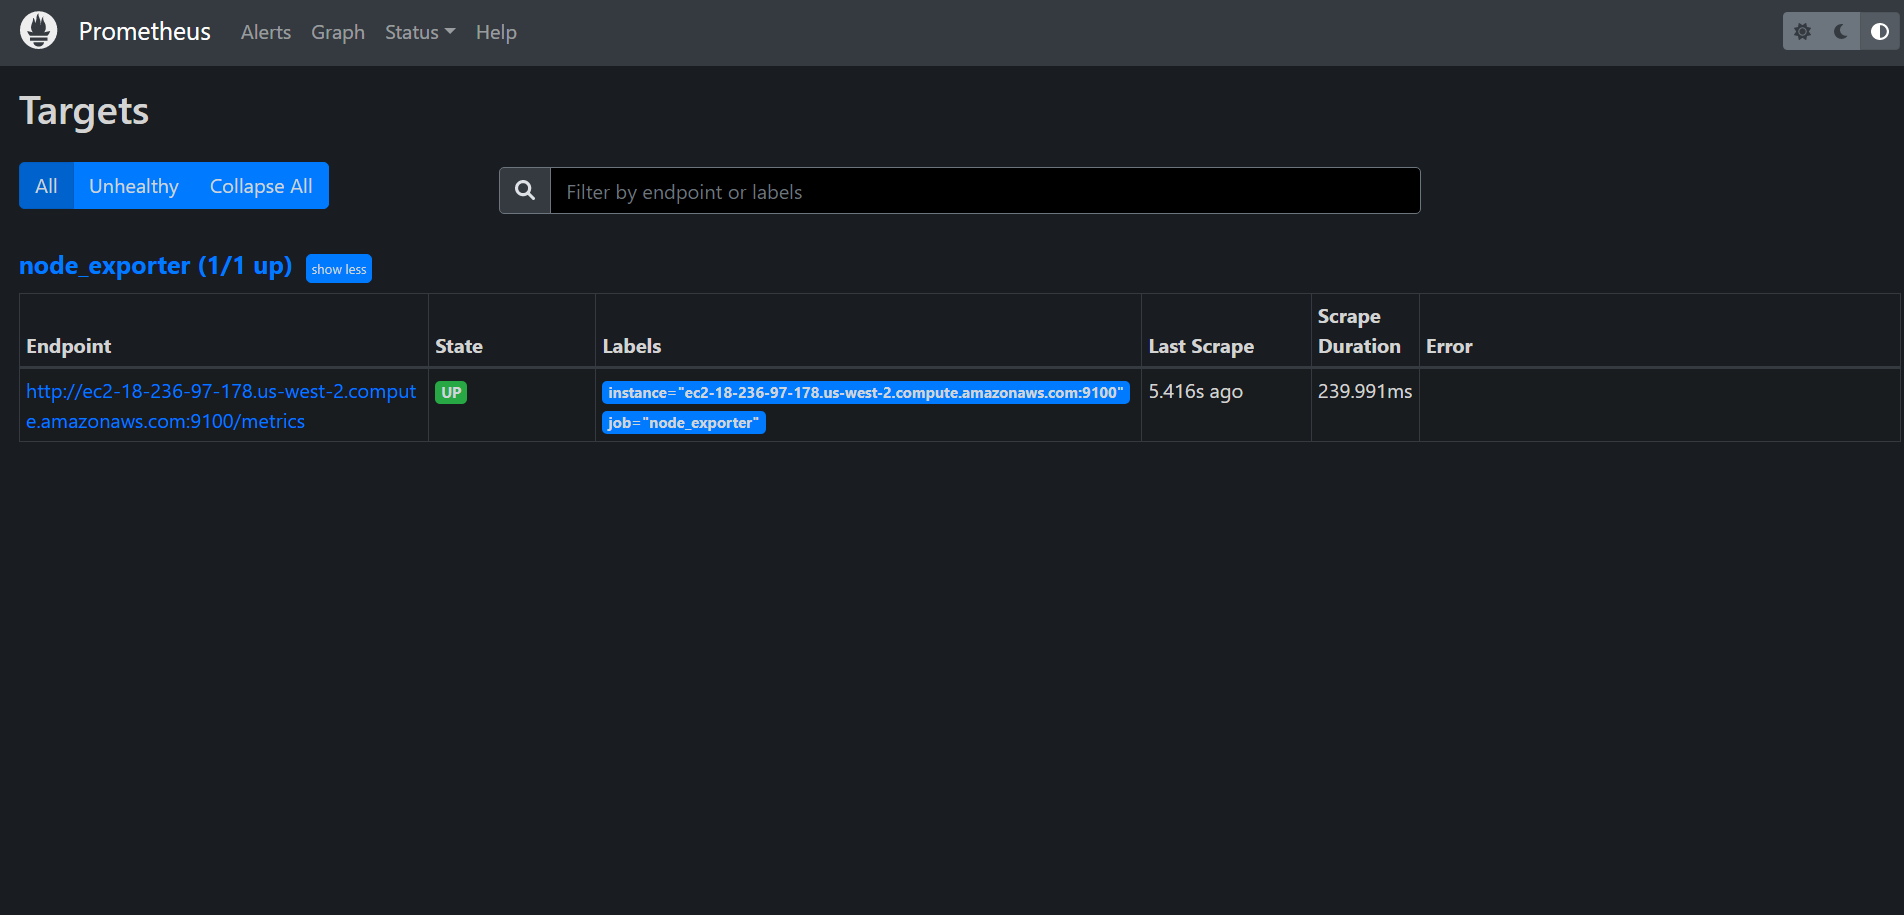 Prometheus Alerts Graph Status Help
Targets
All Unhealthy Collapse All
Filter by endpoint or labels
node_exporter (1/1 up) show less
Endpoint State Labels Last Scrape Scrape Duration Error
http://ec2-18-236-97-178.us-west-2.comput
e.amazonaws.com:9100/metrics
UP
instance="ec2-18-236-97-178.us-west-2.compute.amazonaws.com:9100"
job="node_exporter"
5.416s ago
239.991ms